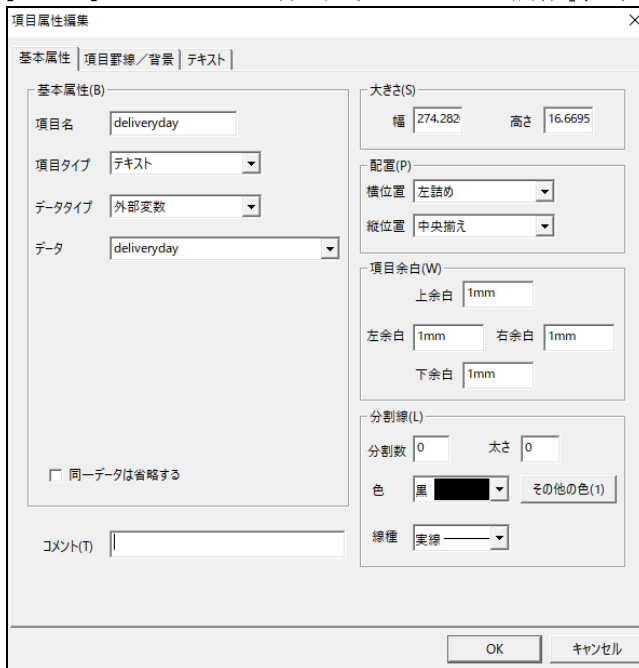 項目属性編集
基本属性 項目罫線／背景 テキスト
基本属性(B)
項目名 deliveryday
項目タイプ テキスト
データタイプ 外部変数
データ deliveryday
同一データは省略する
コメント(T)
大きさ(S)
幅 274.282 高さ 16.6695
配置(P)
横位置 左詰め
縦位置 中央揃え
項目余白(W)
上余白 1mm
左余白 1mm 右余白 1mm
下余白 1mm
分割線(L)
分割数 0 太さ 0
色 黒 その他の色(1)
線種 実線
OK キャンセル